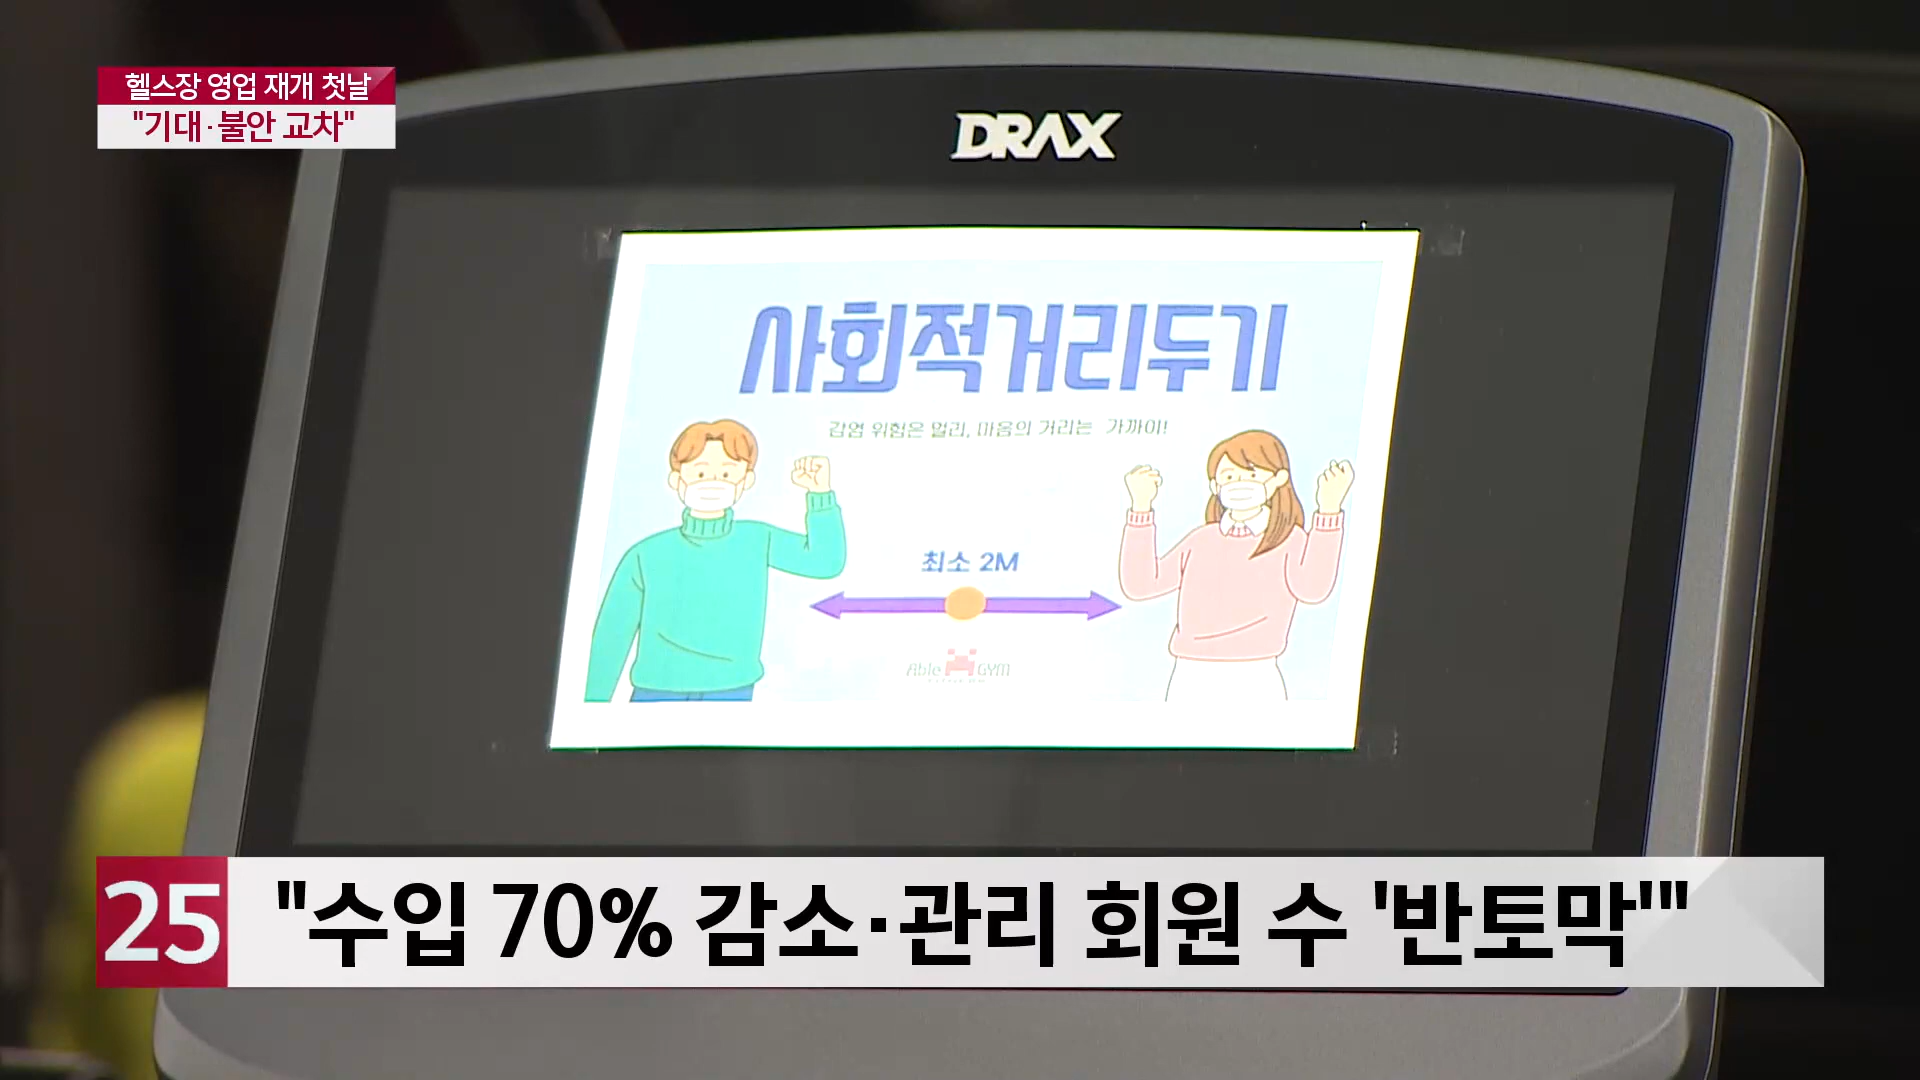 헬스장 영업 재개 첫날
"기대·불안 교차"
DRAX
사회적거리두기
감염 위험은 멀리, 마음의 거리는 가까이!
최소 2M
Able GYM
25
"수입 70% 감소·관리 회원 수 '반토막'"